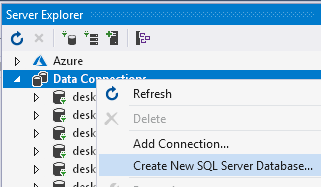 Server Explorer
Azure
Data Connections
desk
Refresh
desk
Delete
desk
Add Connection...
desk
Create New SQL Server Database...
desk